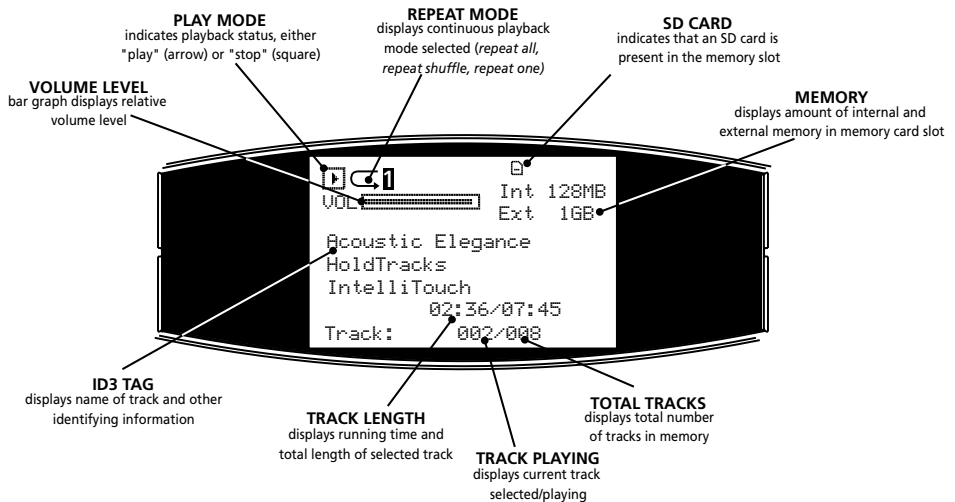 PLAY MODE
indicates playback status, either
"play" (arrow) or "stop" (square)
REPEAT MODE
displays continuous playback
mode selected (repeat all,
repeat shuffle, repeat one)
SD CARD
indicates that an SD card is
present in the memory slot
VOLUME LEVEL
bar graph displays relative
volume level
MEMORY
displays amount of internal and
external memory in memory card slot
1
VOL
Int 128MB
Ext 1GB
Acoustic Elegance
HoldTracks
IntelliTouch
02:36/07:45
Track: 002/008
ID3 TAG
displays name of track and other
identifying information
TRACK LENGTH
displays running time and
total length of selected track
TRACK PLAYING
displays current track
selected/playing
TOTAL TRACKS
displays total number
of tracks in memory